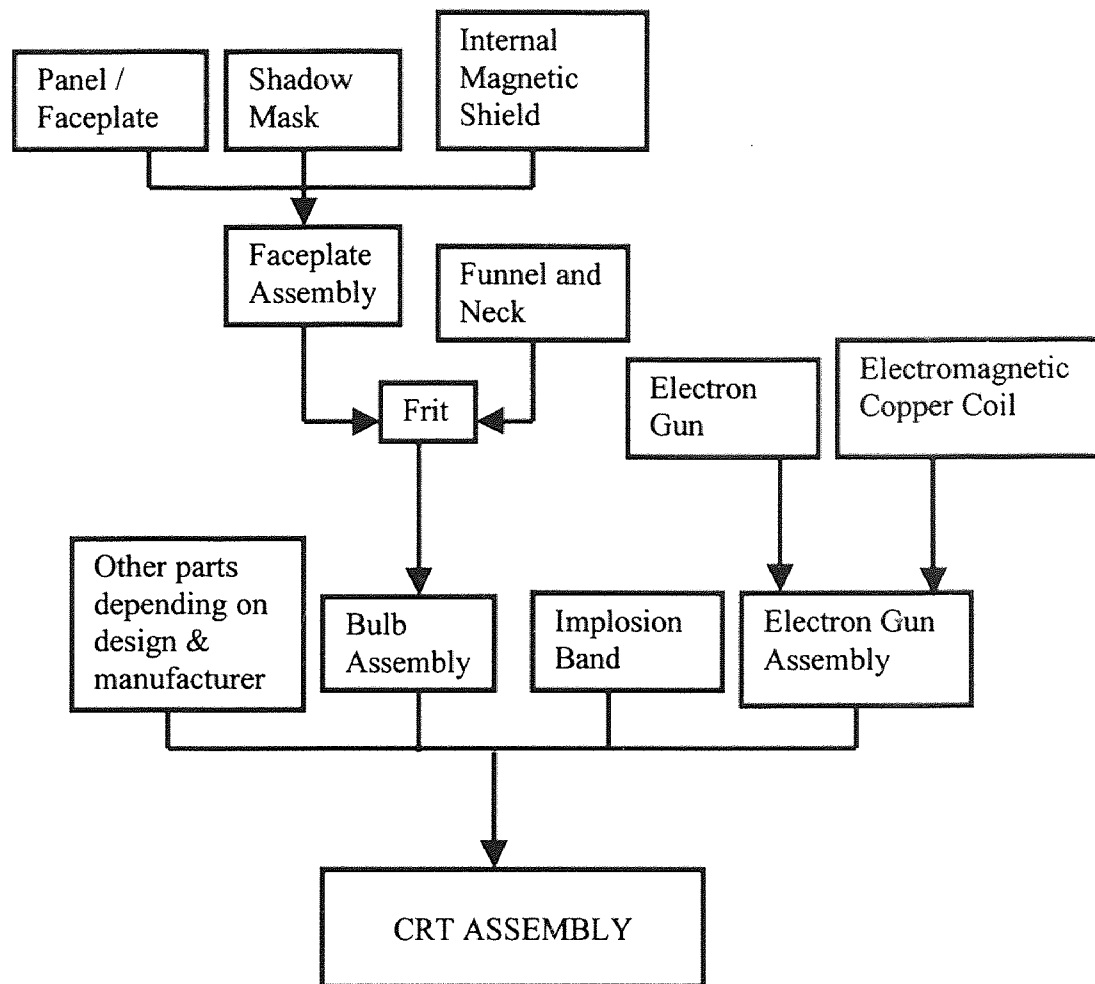 Panel /
Faceplate
Shadow
Mask
Internal
Magnetic
Shield
Faceplate
Assembly
Funnel and
Neck
Frit
Electron
Gun
Electromagnetic
Copper Coil
Other parts
depending on
design &
manufacturer
Bulb
Assembly
Implosion
Band
Electron Gun
Assembly
CRT ASSEMBLY